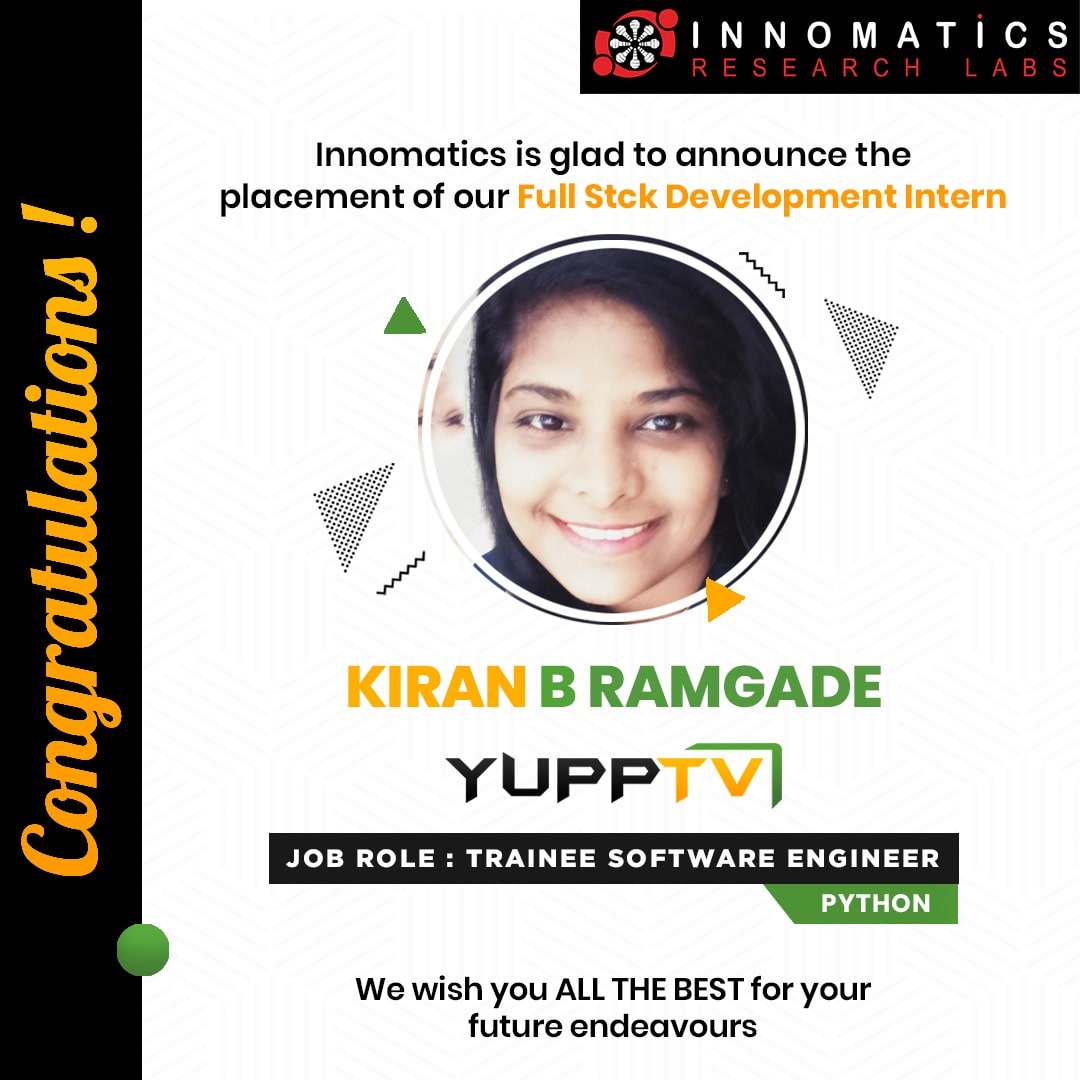 INNOMATICS
RESEARCH LABS
Congratulations !
Innomatics is glad to announce the
placement of our Full Stck Development Intern
KIRAN B RAMGADE
YUPPTV
JOB ROLE : TRAINEE SOFTWARE ENGINEER
PYTHON
We wish you ALL THE BEST for your
future endeavours